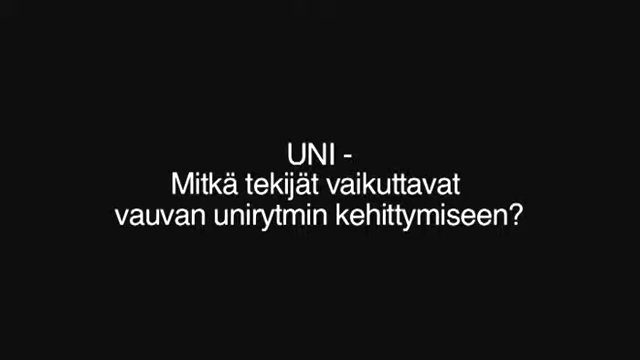 UNI -
Mitkä tekijät vaikuttavat
vauvan unirytmin kehittymiseen?